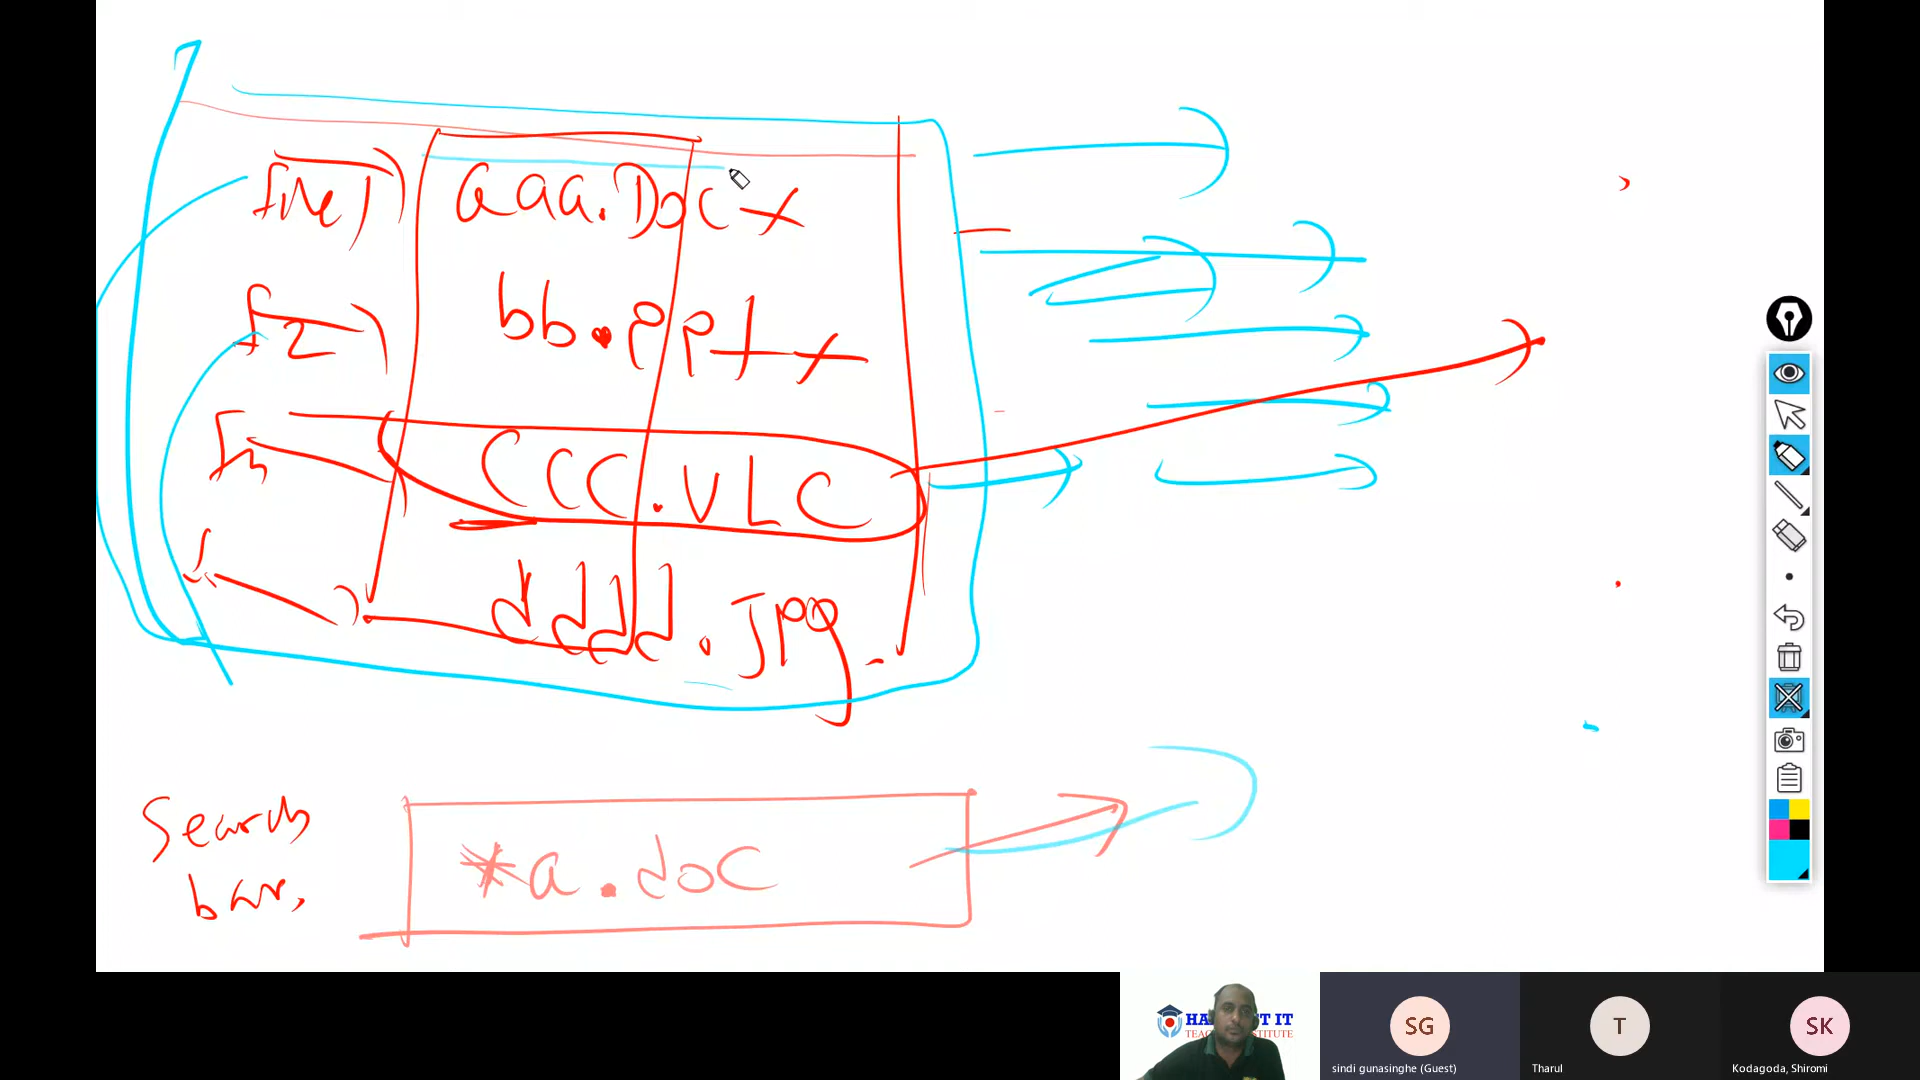 file1 aaa.Docx
f2 bb.pptx
f3 CCC.VLC
f dddd.Jpg
Search
bar,
*a.doc
IT
SG
T
SK
sindi gunasinghe (Guest)
Tharul
Kodagoda, Shiromi